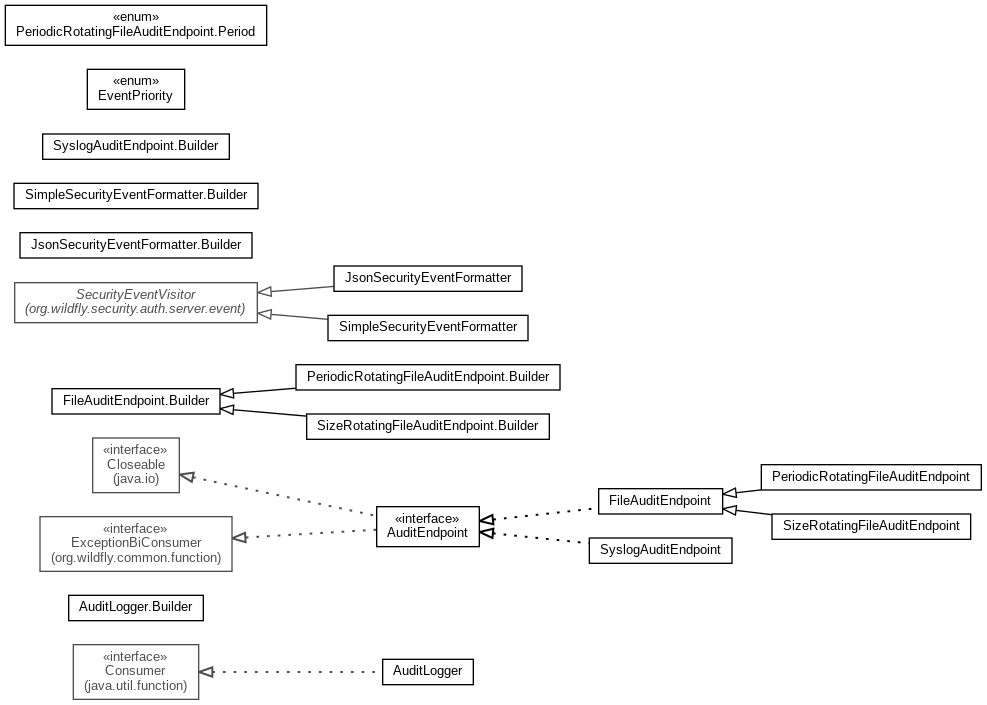 «enum»
PeriodicRotatingFileAuditEndpoint.Period
«enum»
EventPriority
SyslogAuditEndpoint.Builder
SimpleSecurityEventFormatter.Builder
JsonSecurityEventFormatter.Builder
SecurityEventVisitor
(org.wildfly.security.auth.server.event)
JsonSecurityEventFormatter
SimpleSecurityEventFormatter
FileAuditEndpoint.Builder
PeriodicRotatingFileAuditEndpoint.Builder
SizeRotatingFileAuditEndpoint.Builder
«interface»
Closeable
(java.io)
«interface»
ExceptionBiConsumer
(org.wildfly.common.function)
«interface»
AuditEndpoint
FileAuditEndpoint
SyslogAuditEndpoint
PeriodicRotatingFileAuditEndpoint
SizeRotatingFileAuditEndpoint
AuditLogger.Builder
«interface»
Consumer
(java.util.function)
AuditLogger